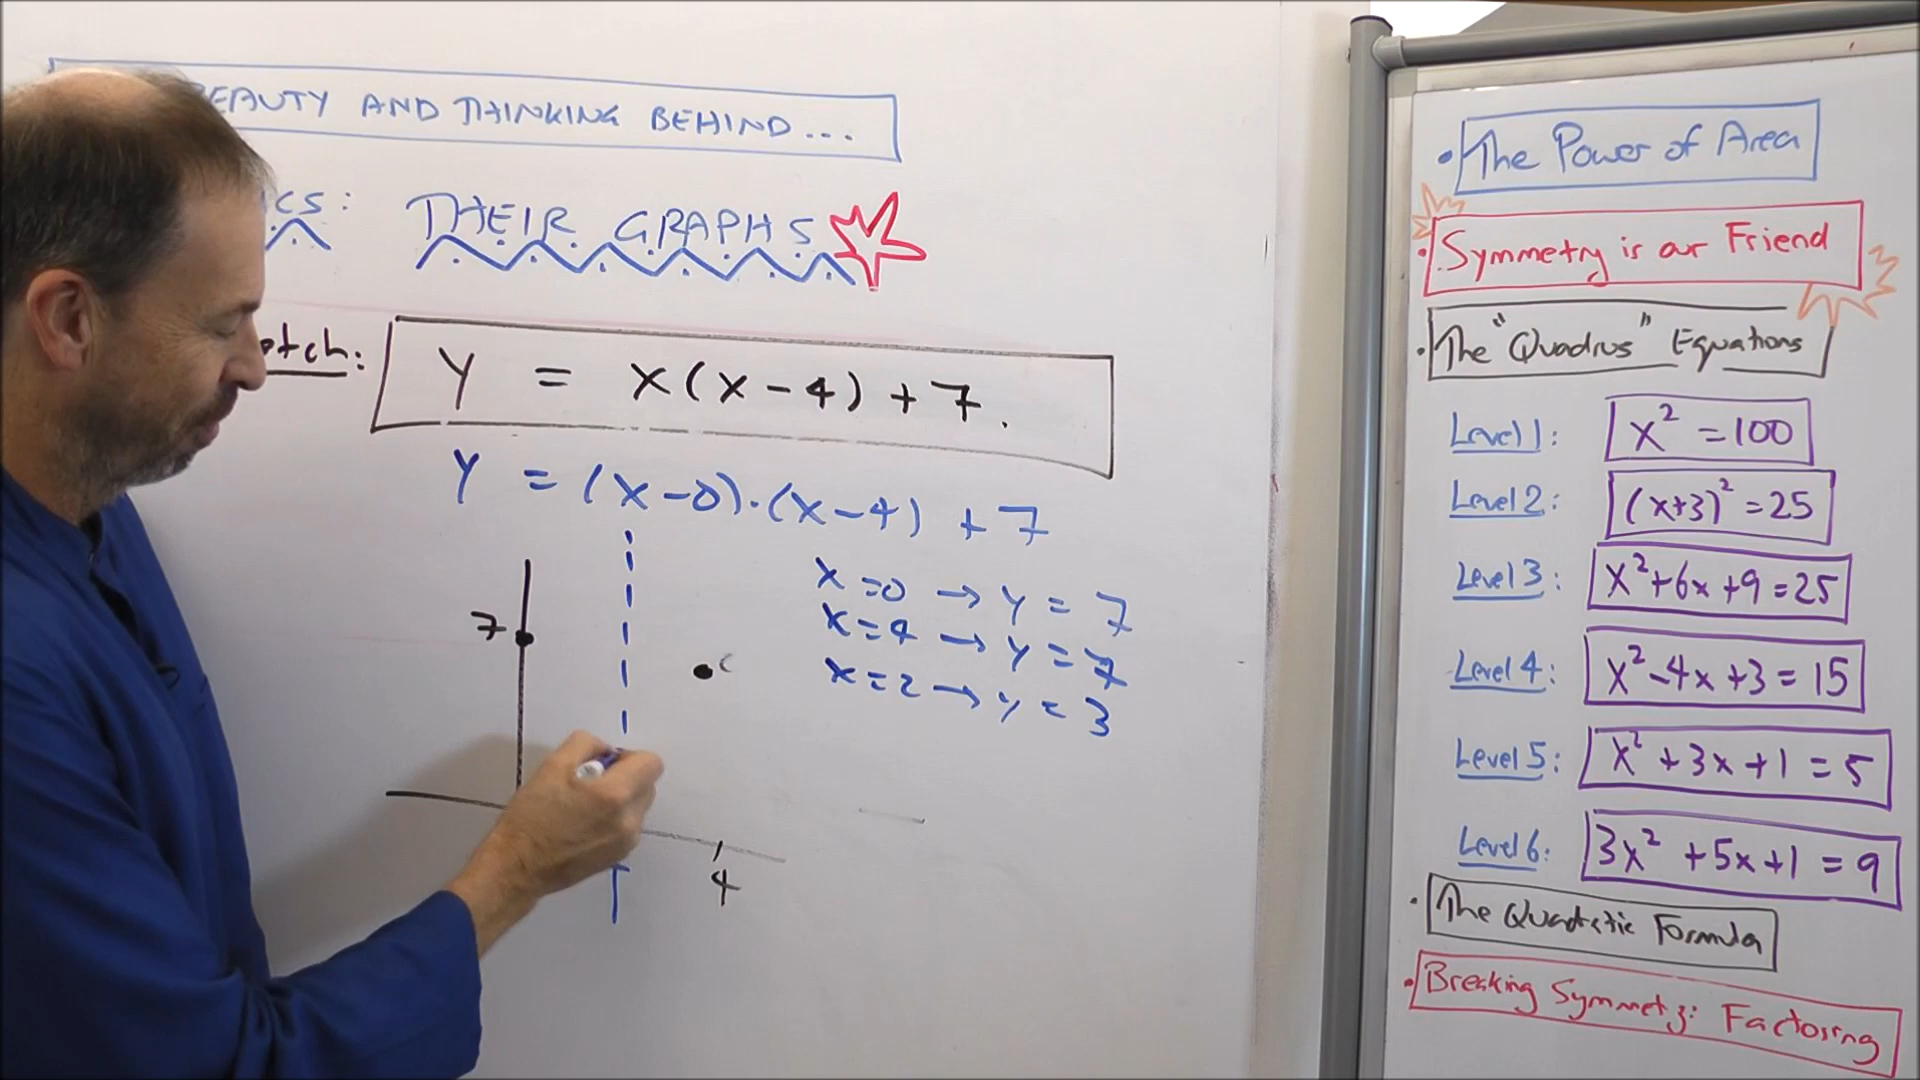 BEAUTY AND THINKING BEHIND...
THEIR GRAPHS
Y = X(X-4)+7.
Y = (X-0)·(X-4) + 7
X=0 → Y = 7
X=4 → Y = 7
X=2 → Y = 3
7
4
• The Power of Area
• Symmetry is our Friend
• The "Quadrus" Equations
Level 1: X² = 100
Level 2: (x+3)² = 25
Level 3: X²+6x+9=25
Level 4: X²-4x+3 = 15
Level 5: X²+3x+1 = 5
Level 6: 3x²+5x+1 = 9
• The Quadratic Formula
• Breaking Symmetry: Factoring